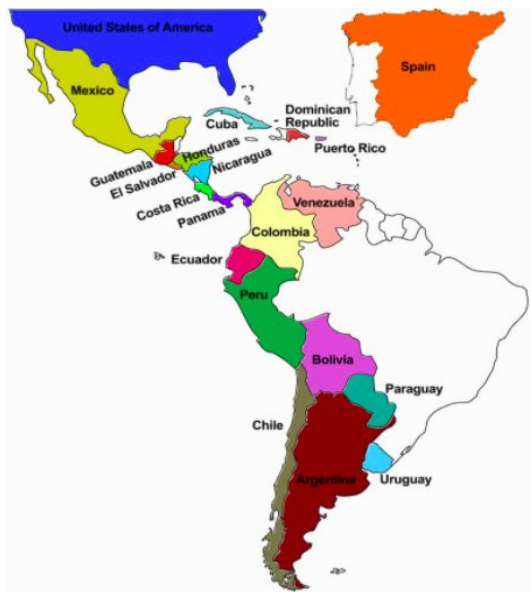 United States of America
Spain
Mexico
Cuba
Dominican
Republic
Puerto Rico
Guatemala
Honduras
El Salvador
Nicaragua
Costa Rica
Panama
Venezuela
Colombia
Ecuador
Peru
Bolivia
Paraguay
Chile
Argentina
Uruguay